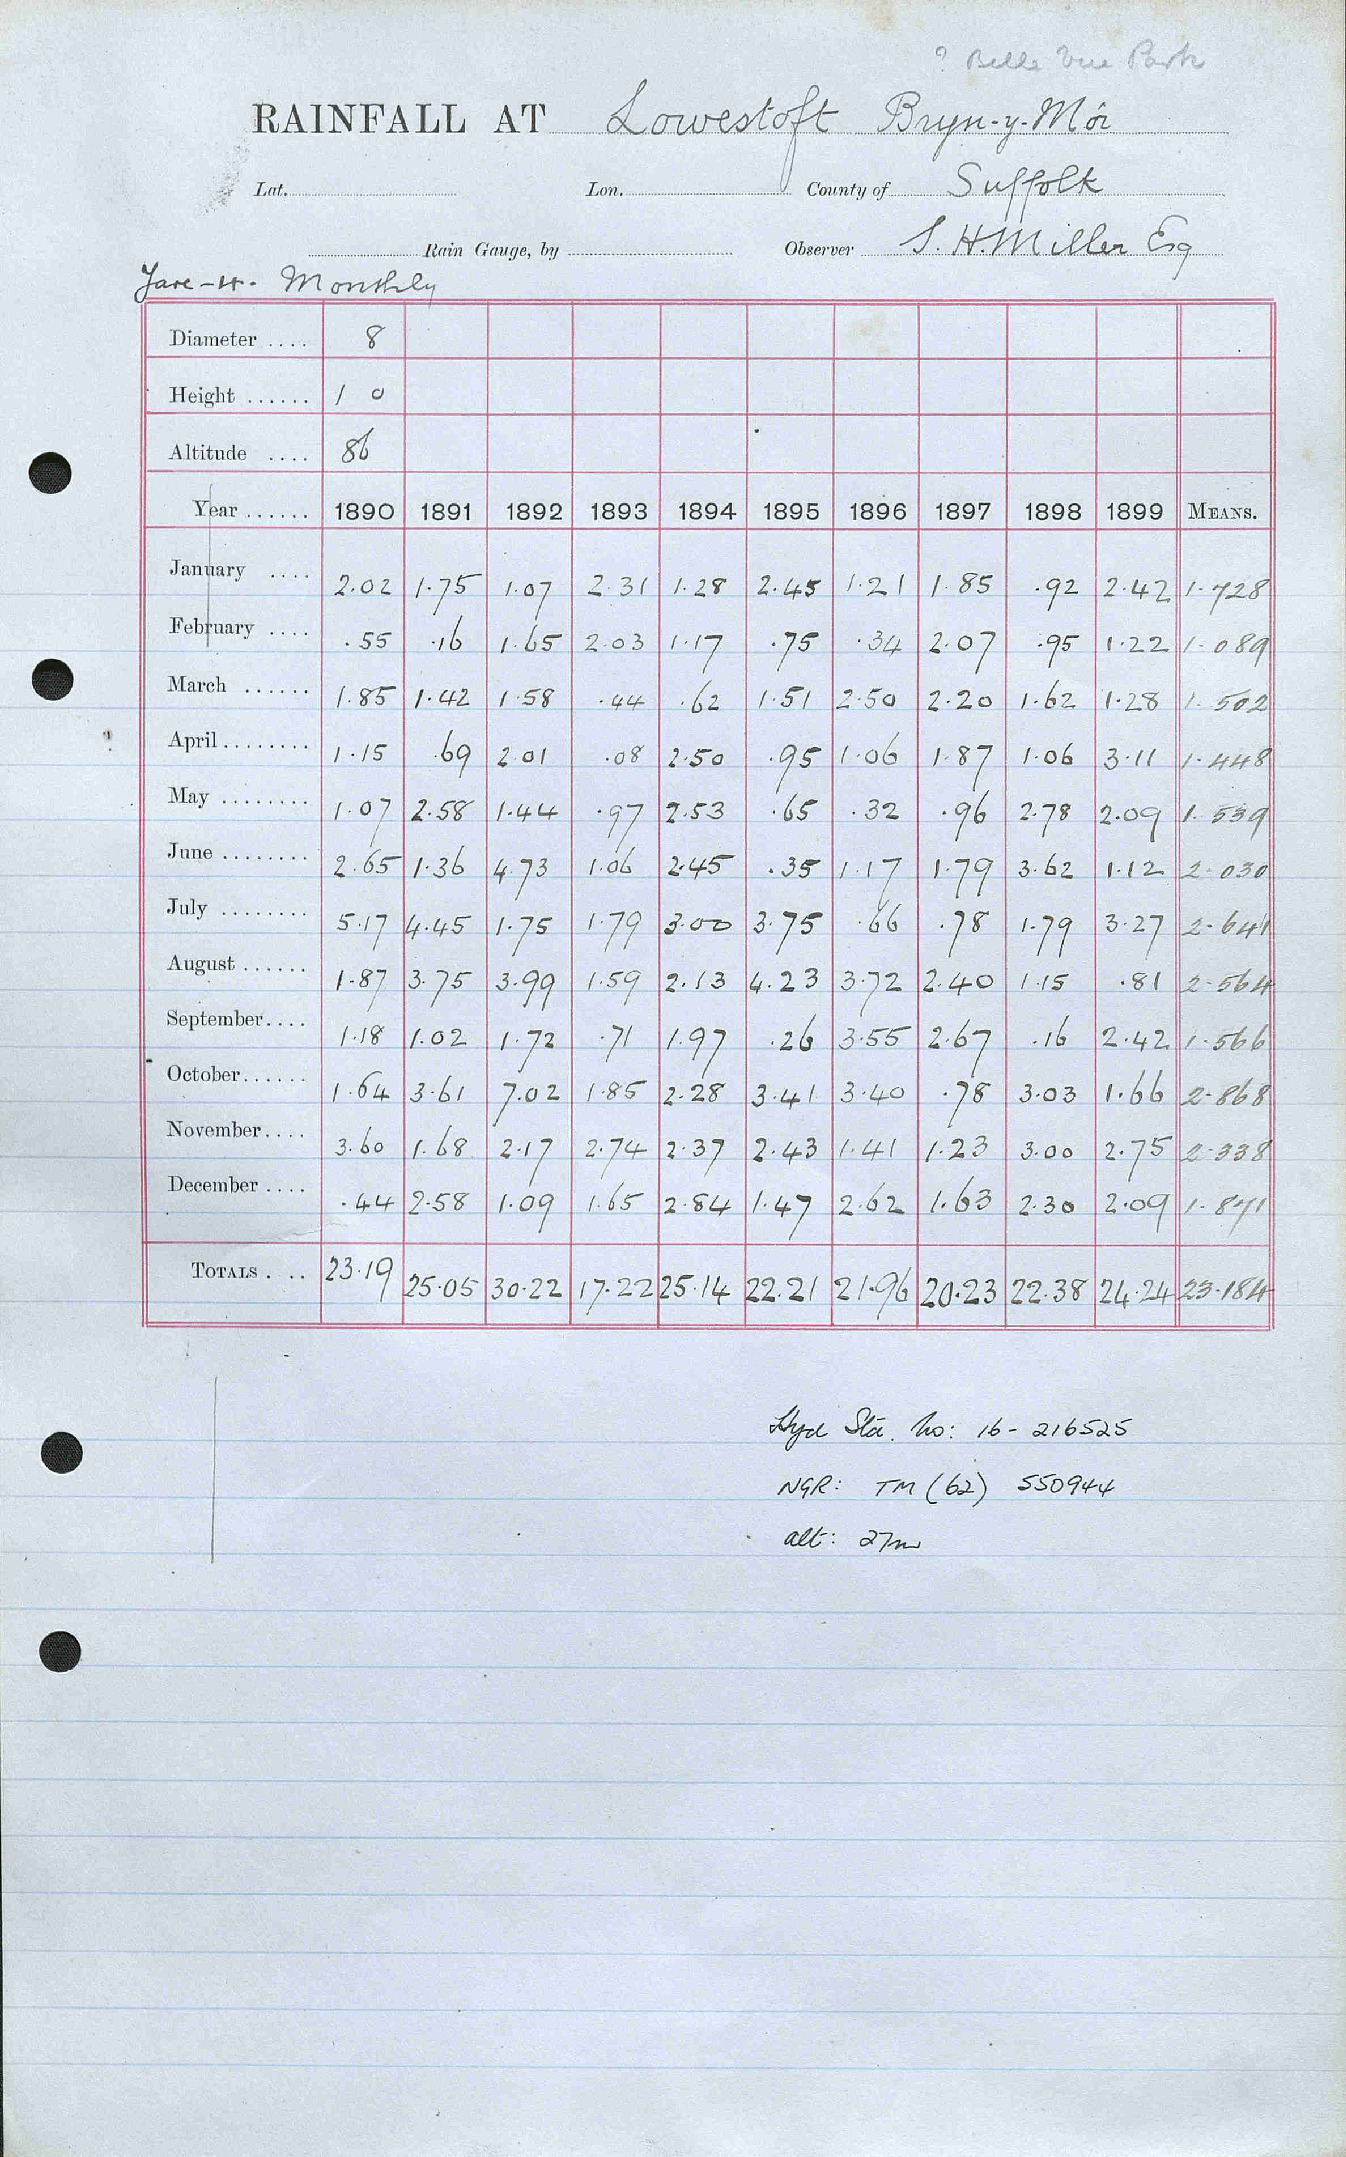 ? Belle Vue Park
RAINFALL AT Lowestoft Bryn-y-Môr
Lat. Lon. County of Suffolk
Rain Gauge, by Observer S. H. Miller Esq
Yare - 4. Monthly
Diameter .... 8
Height ...... 1 0
Altitude .... 86
Year ...... 1890 1891 1892 1893 1894 1895 1896 1897 1898 1899 MEANS.
January .... 2.02 1.75 1.07 2.31 1.28 2.45 1.21 1.85 .92 2.42 1.728
February .... .55 .16 1.65 2.03 1.17 .75 .34 2.07 .95 1.22 1.089
March ...... 1.85 1.42 1.58 .44 .62 1.51 2.50 2.20 1.62 1.28 1.502
April ........ 1.15 .69 2.01 .08 2.50 .95 1.06 1.87 1.06 3.11 1.448
May ........ 1.07 2.58 1.44 .97 2.53 .65 .32 .96 2.78 2.09 1.539
June ........ 2.65 1.36 4.73 1.06 2.45 .35 1.17 1.79 3.62 1.12 2.030
July ........ 5.17 4.45 1.75 1.79 3.00 3.75 .66 .78 1.79 3.27 2.641
August ...... 1.87 3.75 3.99 1.59 2.13 4.23 3.72 2.40 1.15 .81 2.564
September.... 1.18 1.02 1.72 .71 1.97 .26 3.55 2.67 .16 2.42 1.566
October...... 1.64 3.61 7.02 1.85 2.28 3.41 3.40 .78 3.03 1.66 2.868
November.... 3.60 1.68 2.17 2.74 2.37 2.43 1.41 1.23 3.00 2.75 2.338
December .... .44 2.58 1.09 1.65 2.84 1.47 2.62 1.63 2.30 2.09 1.871
TOTALS . .. 23.19 25.05 30.22 17.22 25.14 22.21 21.96 20.23 22.38 24.24 23.184
Hyd Sta. No: 16 - 216525
NGR: TM (62) 550944
alt: 27m